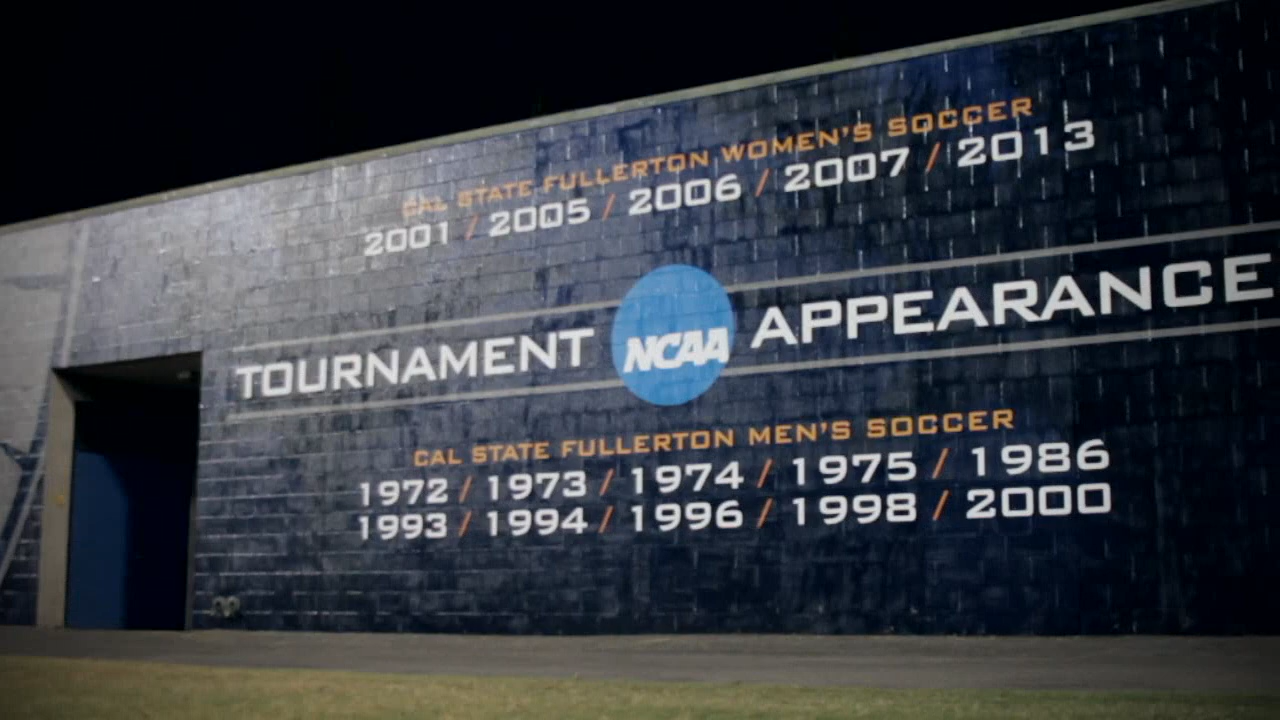 CAL STATE FULLERTON WOMEN'S SOCCER
2001 / 2005 / 2006 / 2007 / 2013
TOURNAMENT NCAA APPEARANCE
CAL STATE FULLERTON MEN'S SOCCER
1972 / 1973 / 1974 / 1975 / 1986
1993 / 1994 / 1996 / 1998 / 2000